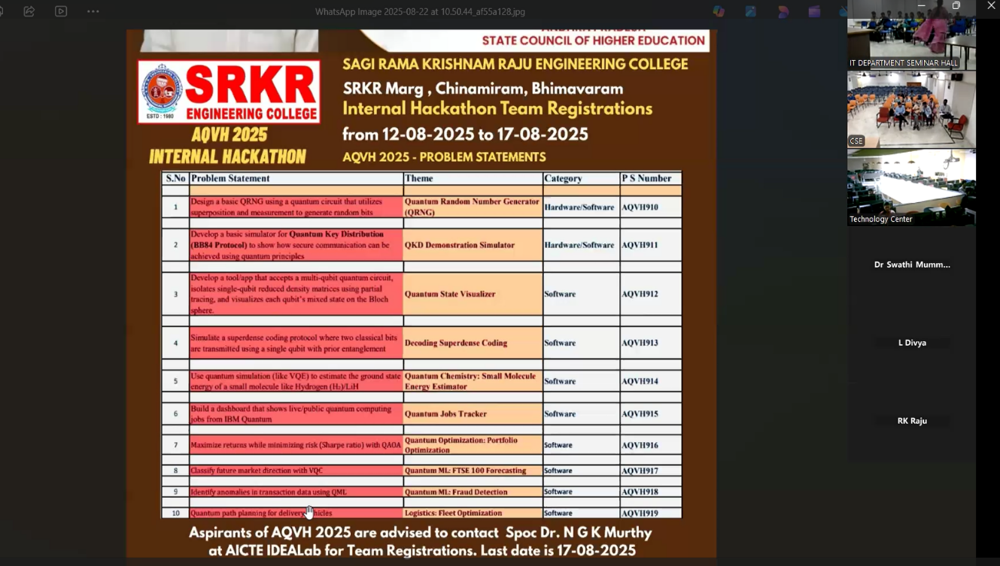 WhatsApp Image 2025-08-22 at 10.50.44_af55a128.jpg
ANDHRA PRADESH
STATE COUNCIL OF HIGHER EDUCATION
SRKR
ENGINEERING COLLEGE
ESTD : 1980
AQVH 2025
INTERNAL HACKATHON
SAGI RAMA KRISHNAM RAJU ENGINEERING COLLEGE
SRKR Marg , Chinamiram, Bhimavaram
Internal Hackathon Team Registrations
from 12-08-2025 to 17-08-2025
AQVH 2025 - PROBLEM STATEMENTS
S.No Problem Statement Theme Category P S Number
1 Design a basic QRNG using a quantum circuit that utilizes
superposition and measurement to generate random bits
Quantum Random Number Generator
(QRNG)
Hardware/Software AQVH910
2 Develop a basic simulator for Quantum Key Distribution
(BB84 Protocol) to show how secure communication can be
achieved using quantum principles
QKD Demonstration Simulator Hardware/Software AQVH911
3 Develop a tool/app that accepts a multi-qubit quantum circuit,
isolates single-qubit reduced density matrices using partial
tracing, and visualizes each qubit's mixed state on the Bloch
sphere.
Quantum State Visualizer Software AQVH912
4 Simulate a superdense coding protocol where two classical bits
are transmitted using a single qubit with prior entanglement
Decoding Superdense Coding Software AQVH913
5 Use quantum simulation (like VQE) to estimate the ground state
energy of a small molecule like Hydrogen (H₂)/LiH
Quantum Chemistry: Small Molecule
Energy Estimator
Software AQVH914
6 Build a dashboard that shows live/public quantum computing
jobs from IBM Quantum
Quantum Jobs Tracker Software AQVH915
7 Maximize returns while minimizing risk (Sharpe ratio) with QAOA
Quantum Optimization: Portfolio
Optimization
Software AQVH916
8 Classify future market direction with VQC Quantum ML: FTSE 100 Forecasting Software AQVH917
9 Identify anomalies in transaction data using QML Quantum ML: Fraud Detection Software AQVH918
10 Quantum path planning for delivery vehicles Logistics: Fleet Optimization Software AQVH919
Aspirants of AQVH 2025 are advised to contact Spoc Dr. N G K Murthy
at AICTE IDEALab for Team Registrations. Last date is 17-08-2025
IT DEPARTMENT SEMINAR HALL
CSE
Technology Center
Dr Swathi Mumm...
L Divya
RK Raju